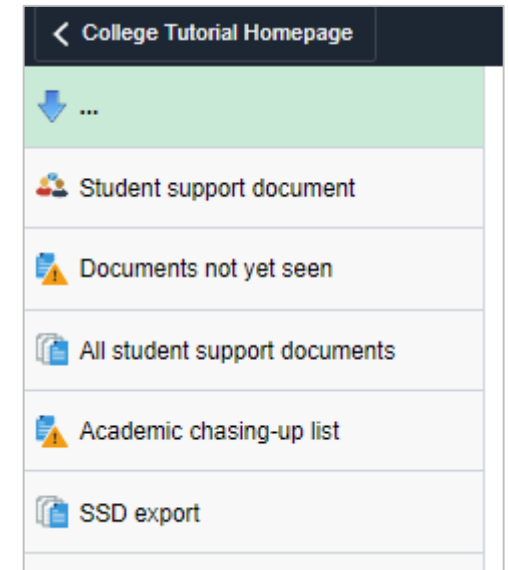 College Tutorial Homepage
...
Student support document
Documents not yet seen
All student support documents
Academic chasing-up list
SSD export